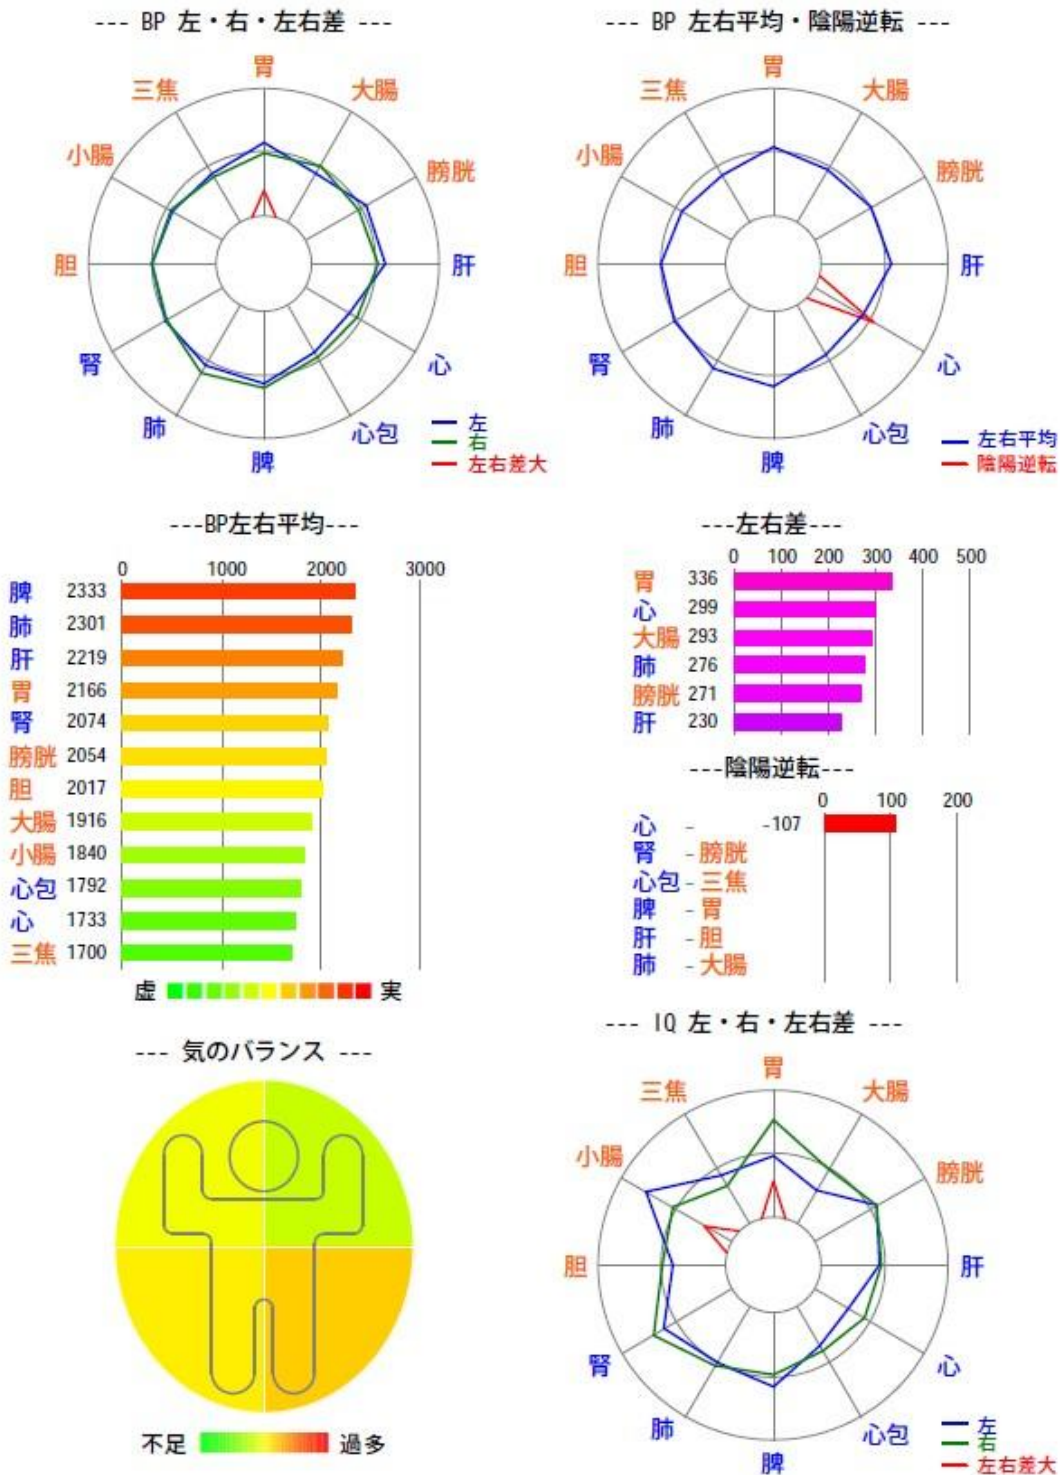 --- BP 左・右・左右差 ---
胃
大腸
膀胱
肝
心
心包
脾
肺
腎
胆
小腸
三焦
左
右
左右差大
--- BP 左右平均・陰陽逆転 ---
胃
大腸
膀胱
肝
心
心包
脾
肺
腎
胆
小腸
三焦
左右平均
陰陽逆転
---BP左右平均---
0 1000 2000 3000
脾 2333
肺 2301
肝 2219
胃 2166
腎 2074
膀胱 2054
胆 2017
大腸 1916
小腸 1840
心包 1792
心 1733
三焦 1700
虚 実
---左右差---
0 100 200 300 400 500
胃 336
心 299
大腸 293
肺 276
膀胱 271
肝 230
---陰陽逆転---
0 100 200
心 - -107
腎 - 膀胱
心包 - 三焦
脾 - 胃
肝 - 胆
肺 - 大腸
--- 気のバランス ---
不足 過多
--- IQ 左・右・左右差 ---
胃
大腸
膀胱
肝
心
心包
脾
肺
腎
胆
小腸
三焦
左
右
左右差大